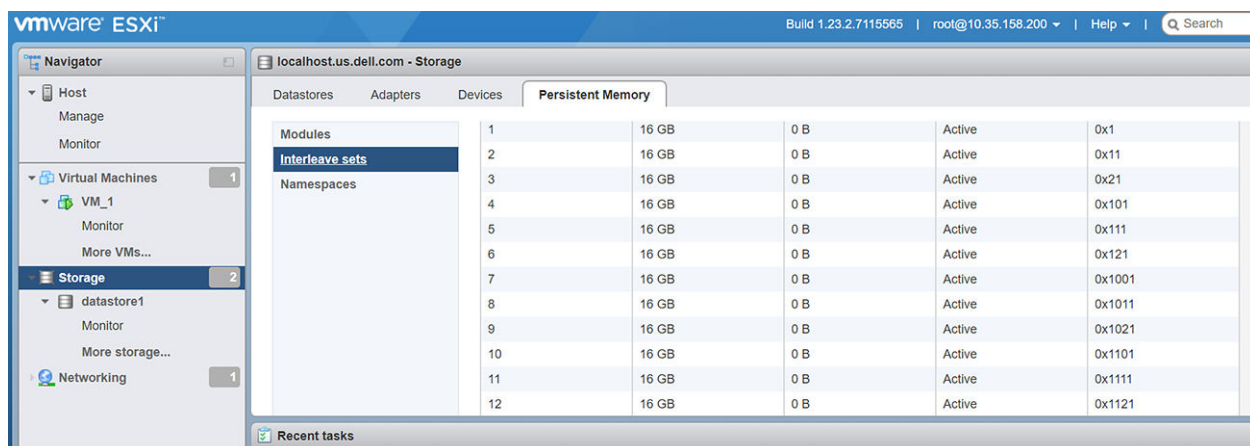 vmware ESXi™ Build 1.23.2.7115565 | root@10.35.158.200 | Help | Search
Navigator
Host
Manage
Monitor
Virtual Machines 1
VM_1
Monitor
More VMs...
Storage 2
datastore1
Monitor
More storage...
Networking 1
localhost.us.dell.com - Storage
Datastores Adapters Devices Persistent Memory
Modules
Interleave sets
Namespaces
1 16 GB 0 B Active 0x1
2 16 GB 0 B Active 0x11
3 16 GB 0 B Active 0x21
4 16 GB 0 B Active 0x101
5 16 GB 0 B Active 0x111
6 16 GB 0 B Active 0x121
7 16 GB 0 B Active 0x1001
8 16 GB 0 B Active 0x1011
9 16 GB 0 B Active 0x1021
10 16 GB 0 B Active 0x1101
11 16 GB 0 B Active 0x1111
12 16 GB 0 B Active 0x1121
Recent tasks